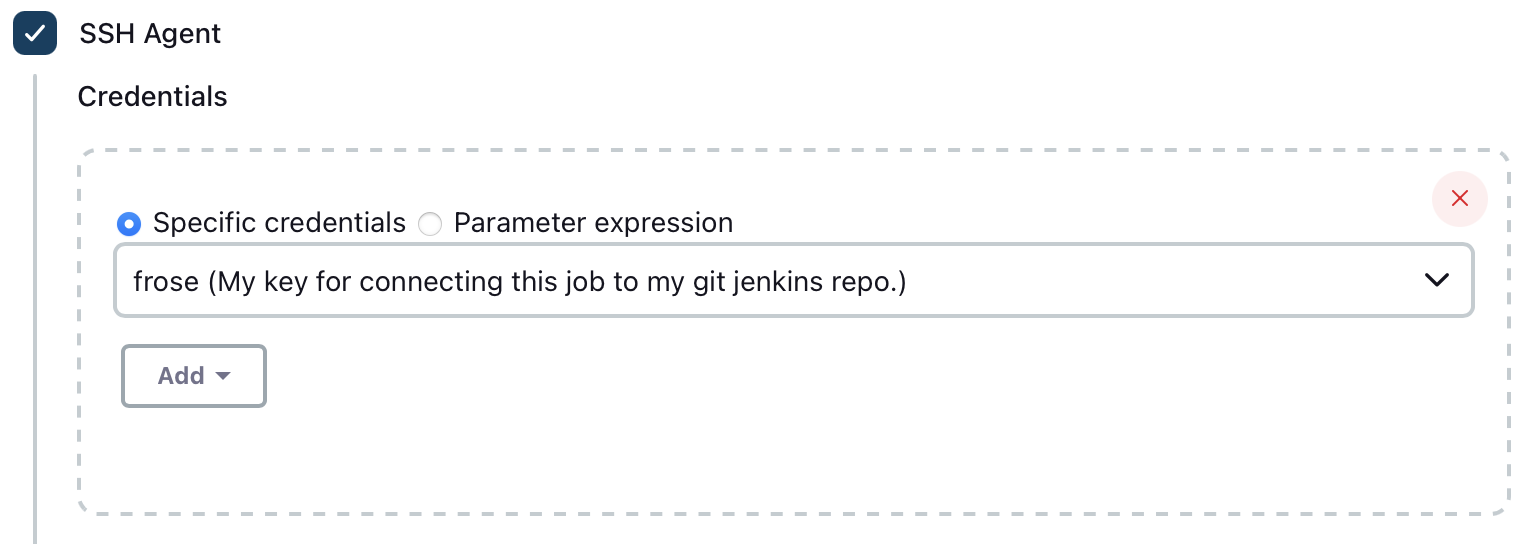 SSH Agent
Credentials
Specific credentials Parameter expression
frose (My key for connecting this job to my git jenkins repo.)
Add